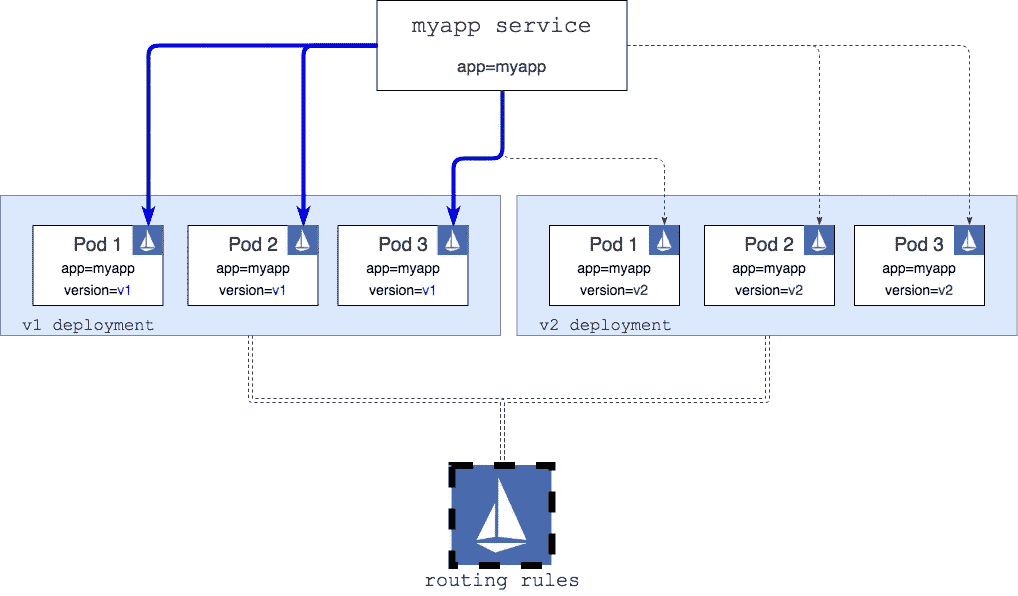 myapp service
app=myapp
Pod 1
app=myapp
version=v1
Pod 2
app=myapp
version=v1
Pod 3
app=myapp
version=v1
v1 deployment
Pod 1
app=myapp
version=v2
Pod 2
app=myapp
version=v2
Pod 3
app=myapp
version=v2
v2 deployment
routing rules